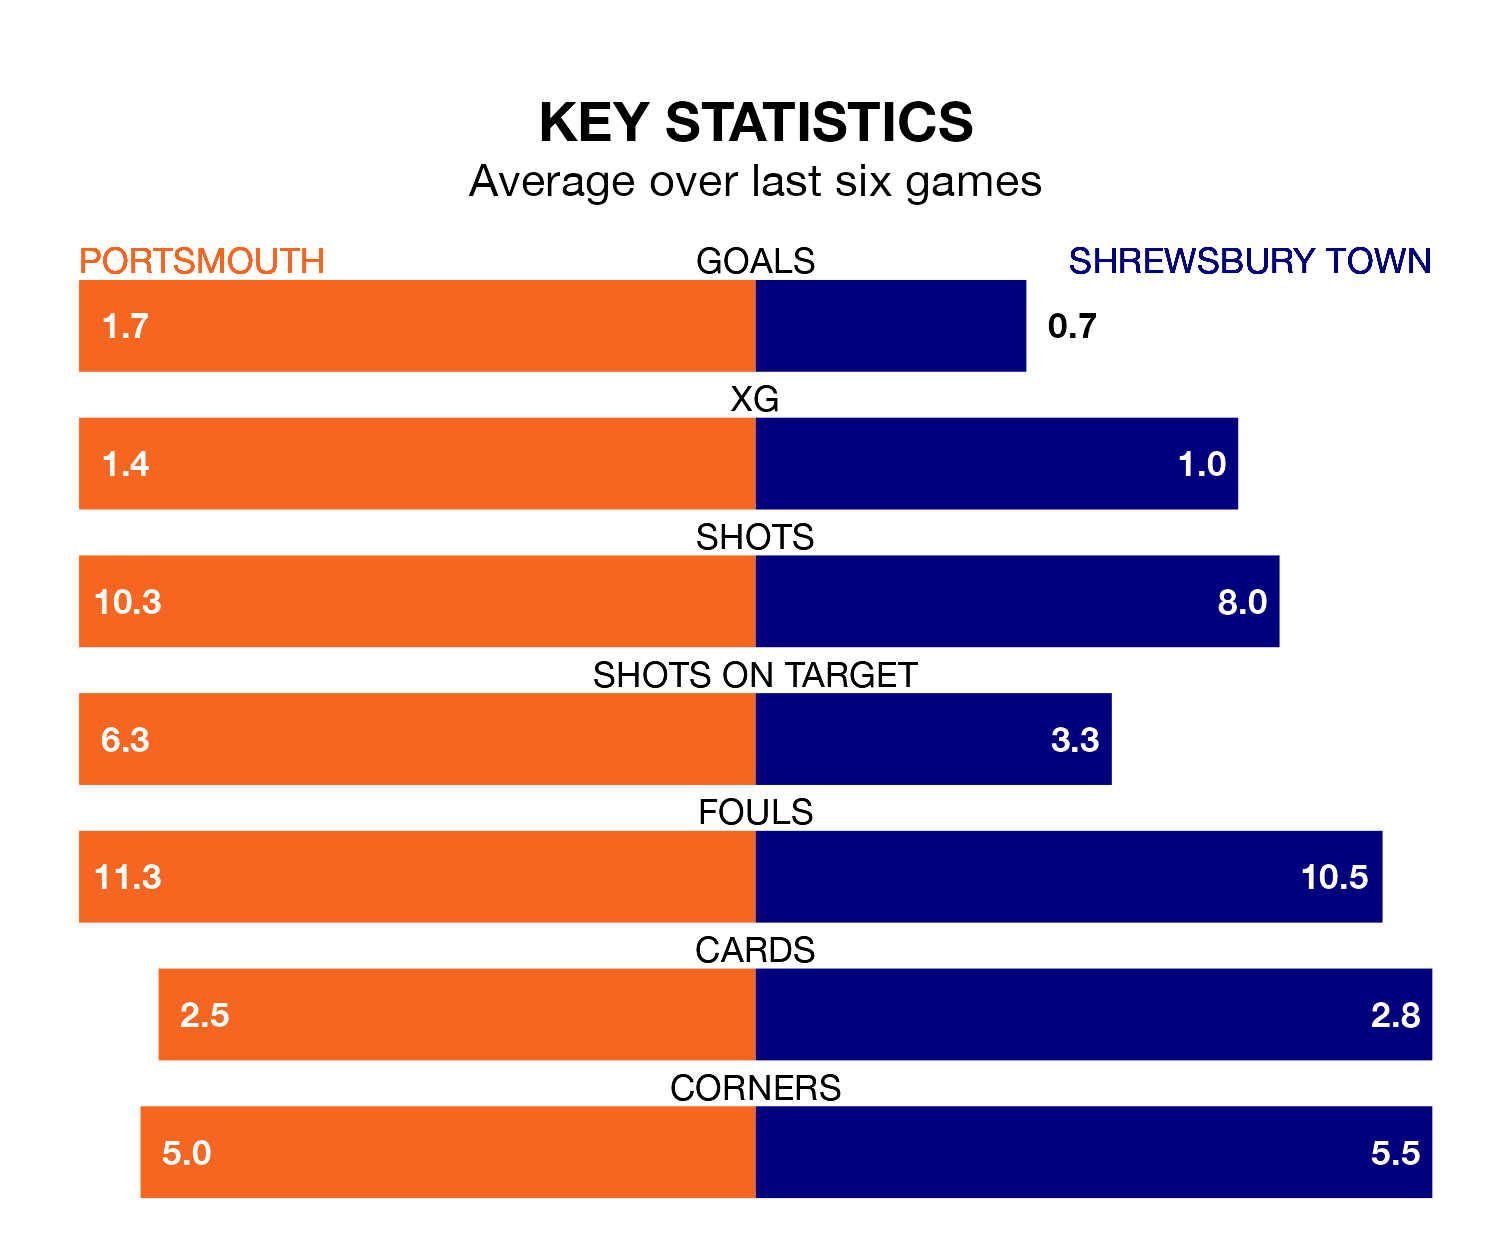 KEY STATISTICS
Average over last six games
PORTSMOUTH GOALS SHREWSBURY TOWN
1.7 0.7
XG
1.4 1.0
SHOTS
10.3 8.0
SHOTS ON TARGET
6.3 3.3
FOULS
11.3 10.5
CARDS
2.5 2.8
CORNERS
5.0 5.5